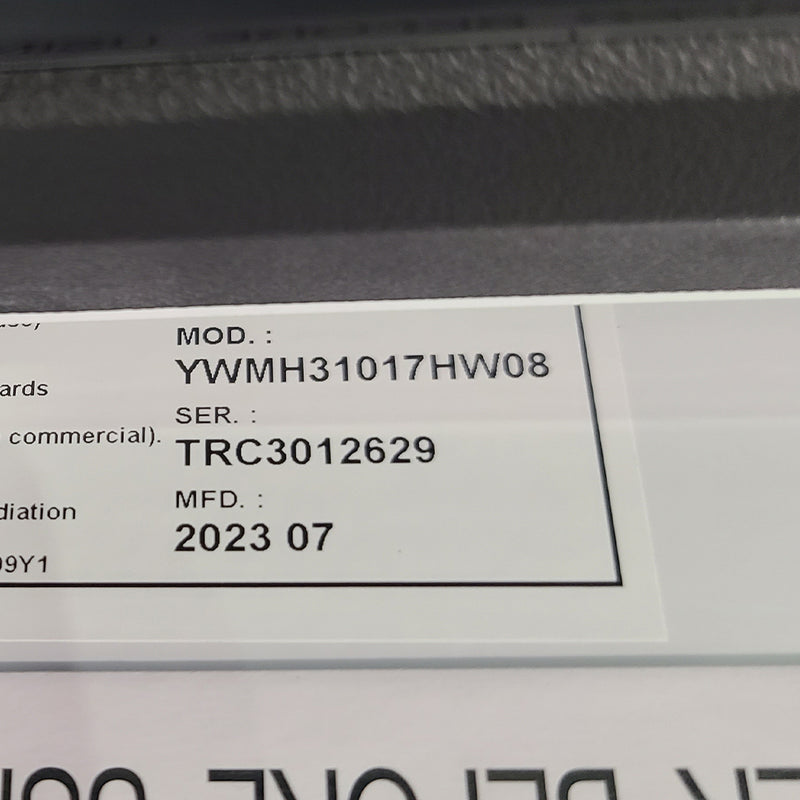 MOD. :
YWMH31017HW08
ards
SER. :
commercial).
TRC3012629
MFD. :
diation
2023 07
09Y1